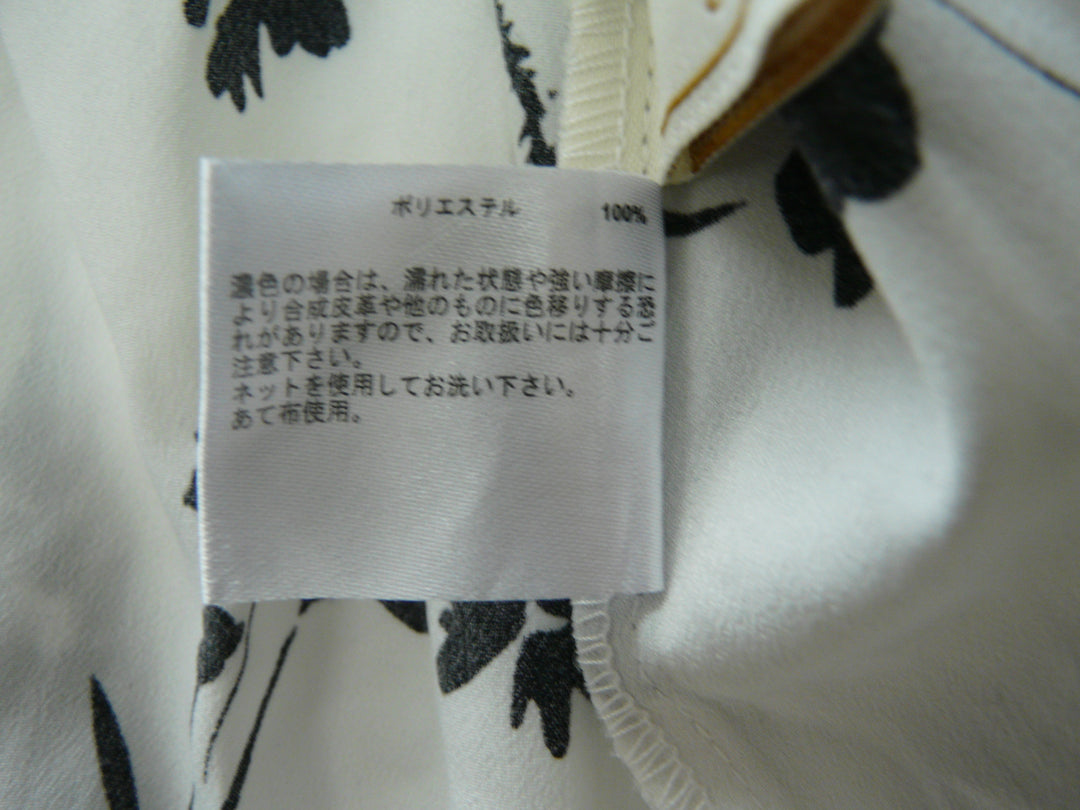 ポリエステル 100%
濃色の場合は、濡れた状態や強い摩擦に
より合成皮革や他のものに色移りする恐
れがありますので、お取扱いには十分ご
注意下さい。
ネットを使用してお洗い下さい。
あて布使用。